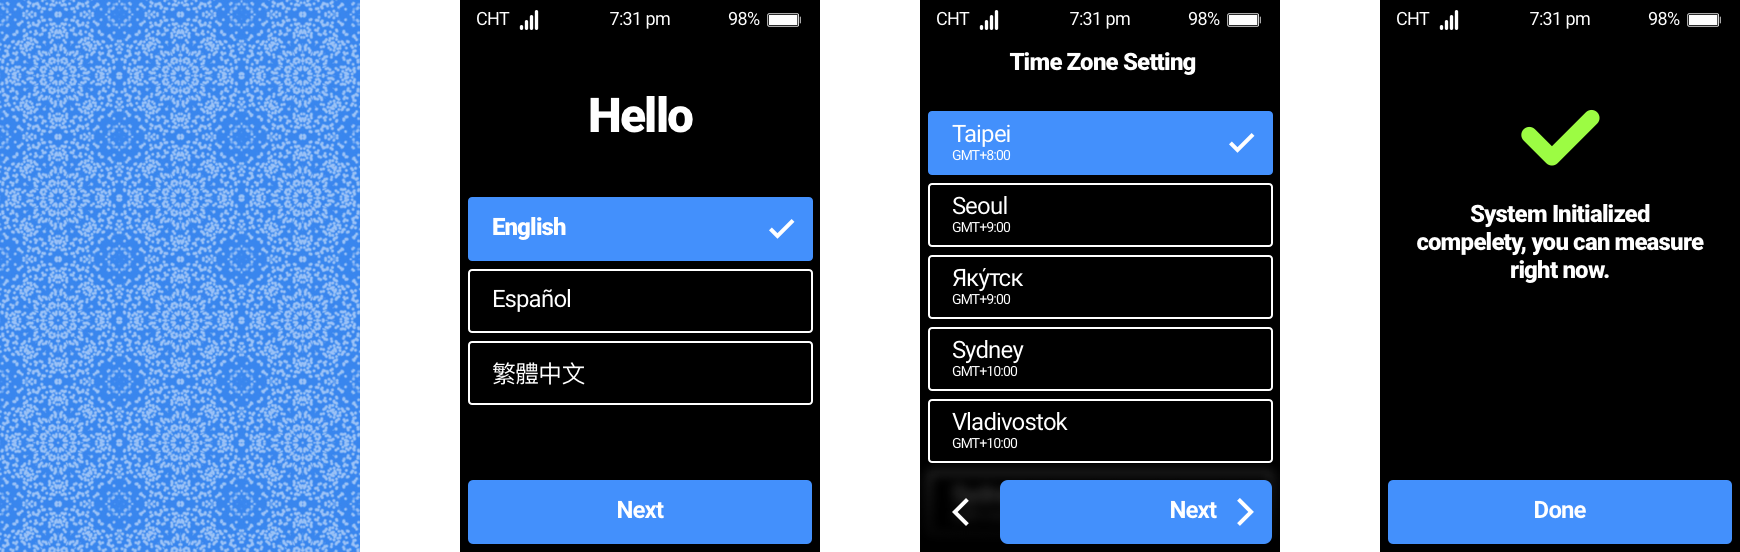 CHT 7:31 pm 98%
Hello
English
Español
繁體中文
Next
CHT 7:31 pm 98%
Time Zone Setting
Taipei
GMT+8:00
Seoul
GMT+9:00
Яку́тск
GMT+9:00
Sydney
GMT+10:00
Vladivostok
GMT+10:00
Next
CHT 7:31 pm 98%
System Initialized
compelety, you can measure
right now.
Done